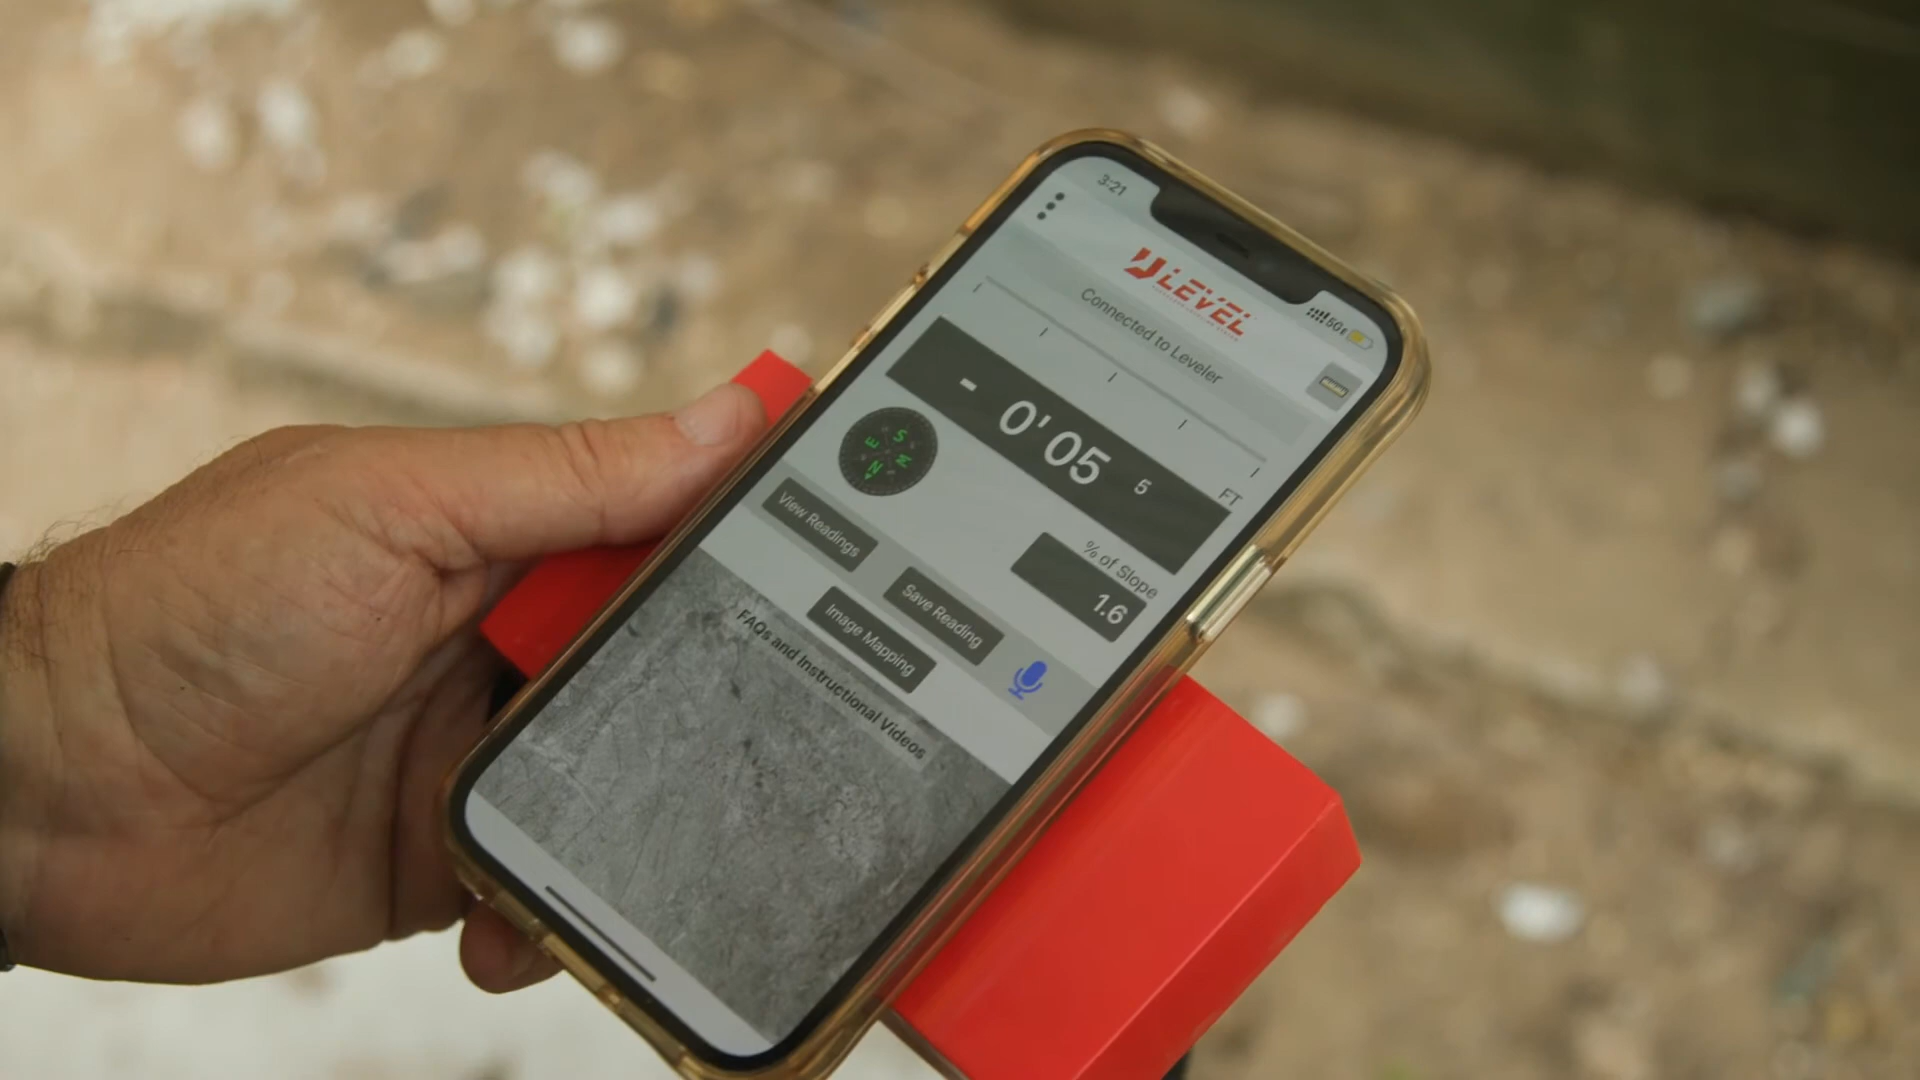 3:21
5G
LEVEL
Connected to Leveler
- 0'05 5
FT
S
E
W
N
% of Slope
1.6
View Readings
Save Reading
Image Mapping
FAQs and Instructional Videos